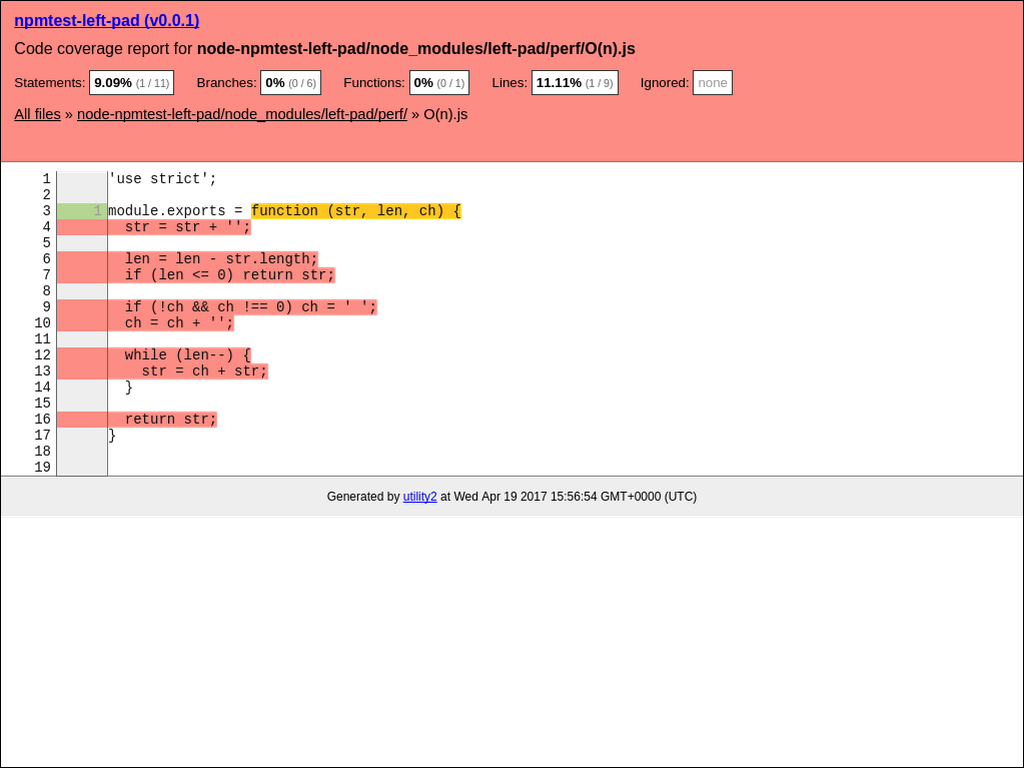 npmtest-left-pad (v0.0.1)
Code coverage report for node-npmtest-left-pad/node_modules/left-pad/perf/O(n).js
Statements: 9.09% (1 / 11) Branches: 0% (0 / 6) Functions: 0% (0 / 1) Lines: 11.11% (1 / 9) Ignored: none
All files » node-npmtest-left-pad/node_modules/left-pad/perf/ » O(n).js
1 'use strict';
2
3 1 module.exports = function (str, len, ch) {
4   str = str + '';
5
6   len = len - str.length;
7   if (len <= 0) return str;
8
9   if (!ch && ch !== 0) ch = ' ';
10   ch = ch + '';
11
12   while (len--) {
13     str = ch + str;
14   }
15
16   return str;
17 }
18
19
Generated by utility2 at Wed Apr 19 2017 15:56:54 GMT+0000 (UTC)